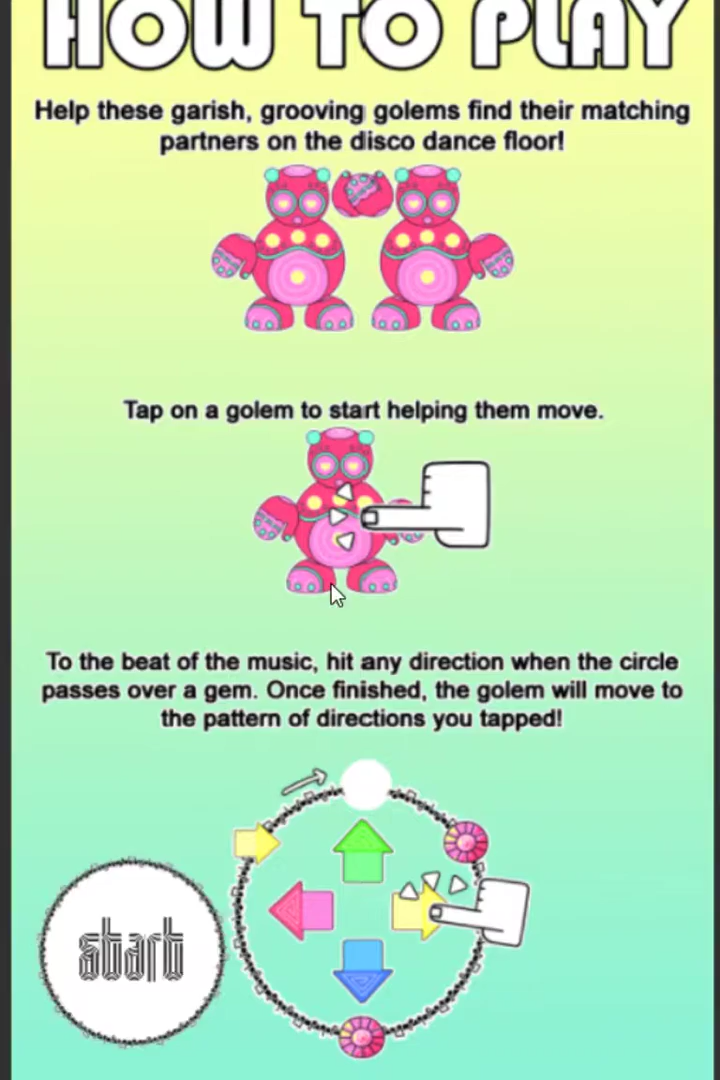 HOW TO PLAY
Help these garish, grooving golems find their matching
partners on the disco dance floor!
Tap on a golem to start helping them move.
To the beat of the music, hit any direction when the circle
passes over a gem. Once finished, the golem will move to
the pattern of directions you tapped!
start